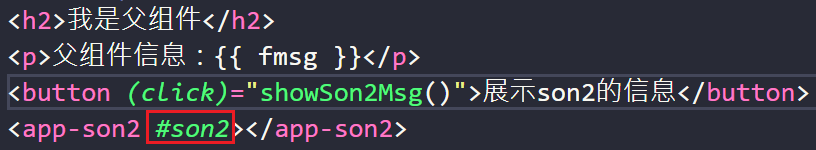 <h2>我是父组件</h2>
<p>父组件信息：{{ fmsg }}</p>
<button (click)="showSon2Msg()">展示son2的信息</button>
<app-son2 #son2></app-son2>